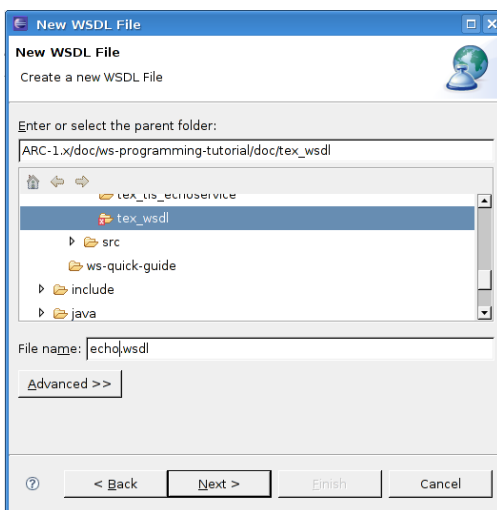 New WSDL File
New WSDL File
Create a new WSDL File
Enter or select the parent folder:
ARC-1.x/doc/ws-programming-tutorial/doc/tex_wsdl
tex_tls_echoservice
tex_wsdl
src
ws-quick-guide
include
java
File name: echo.wsdl
Advanced >>
? < Back Next > Finish Cancel